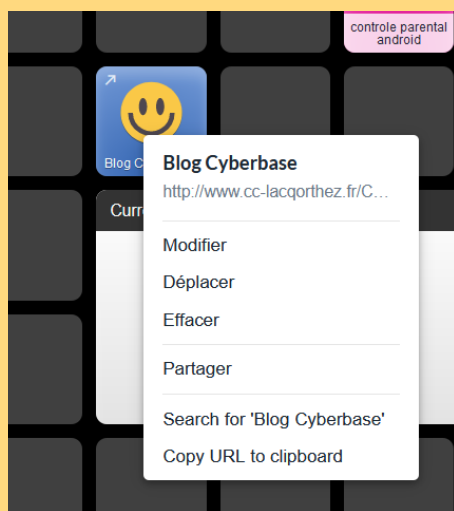 controle parental
android
Blog C
Blog Cyberbase
http://www.cc-lacqorthez.fr/C...
Curr
Modifier
Déplacer
Effacer
Partager
Search for 'Blog Cyberbase'
Copy URL to clipboard